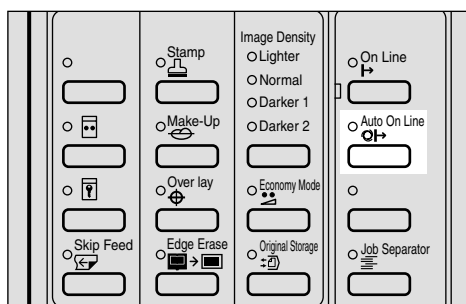 Stamp
Make-Up
Over lay
Skip Feed
Edge Erase
Image Density
Lighter
Normal
Darker 1
Darker 2
Economy Mode
Original Storage
On Line
Auto On Line
Job Separator